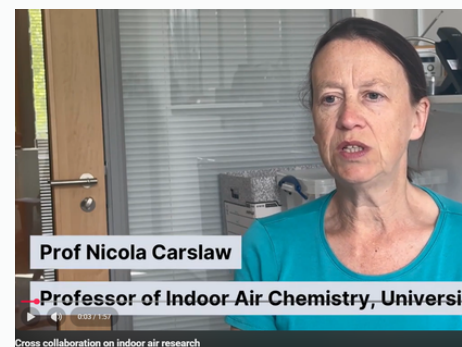 Prof Nicola Carslaw
Professor of Indoor Air Chemistry, Universi
0:03 / 1:57
Cross collaboration on indoor air research